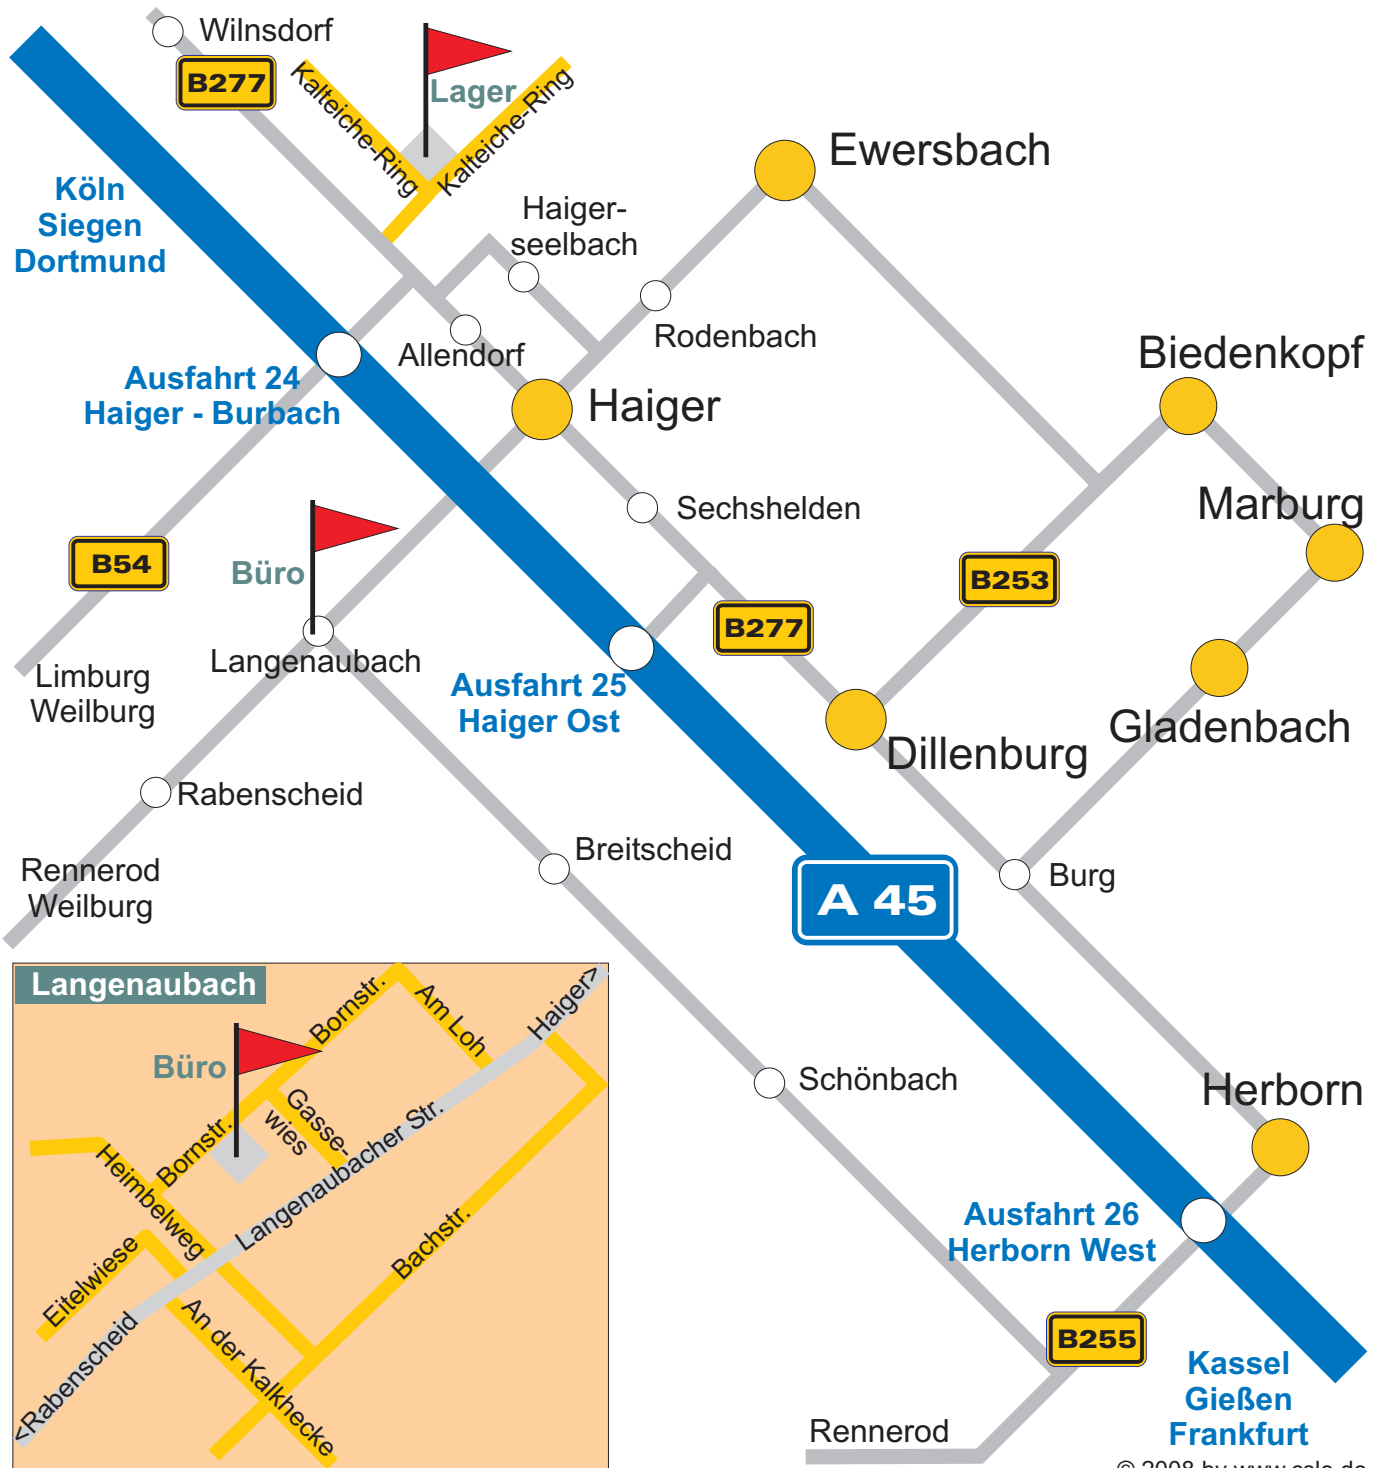 Wilnsdorf
B277
Kalteiche-Ring
Lager
Kalteiche-Ring
Ewersbach
Köln
Siegen
Dortmund
Haiger-
seelbach
Rodenbach
Allendorf
Biedenkopf
Ausfahrt 24
Haiger - Burbach
Haiger
Marburg
Sechshelden
B54
Büro
B253
B277
Langenaubach
Limburg
Weilburg
Ausfahrt 25
Haiger Ost
Gladenbach
Dillenburg
Rabenscheid
Breitscheid
Rennerod
Weilburg
Burg
A 45
Langenaubach
Bornstr.
Am Loh
Haiger>
Büro
Gasse-
wies
Bornstr.
Langenaubacher Str.
Heimbelweg
Bachstr.
Eitelwiese
An der Kalkhecke
<Rabenscheid
Schönbach
Herborn
Ausfahrt 26
Herborn West
B255
Kassel
Gießen
Frankfurt
Rennerod